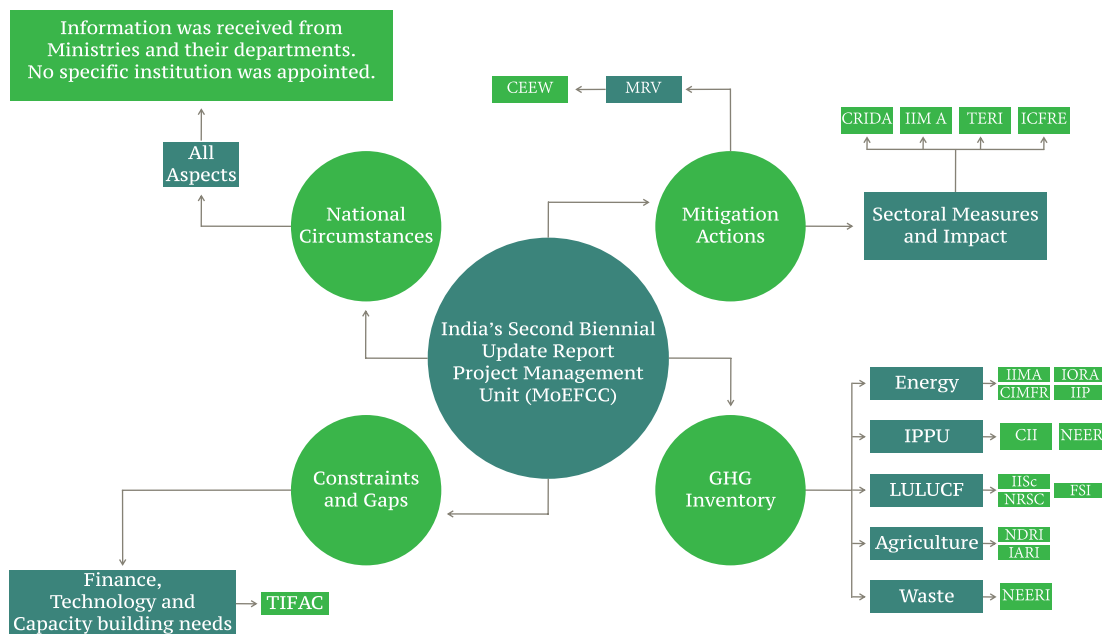 Information was received from
Ministries and their departments.
No specific institution was appointed.
All
Aspects
National
Circumstances
CEEW
MRV
Mitigation
Actions
CRIDA
IIM A
TERI
ICFRE
Sectoral Measures
and Impact
India’s Second Biennial
Update Report
Project Management
Unit (MoEFCC)
Constraints
and Gaps
Finance,
Technology and
Capacity building needs
TIFAC
GHG
Inventory
Energy
IIMA
IORA
CIMFR
IIP
IPPU
CII
NEER
LULUCF
IISc
FSI
NRSC
Agriculture
NDRI
IARI
Waste
NEERI